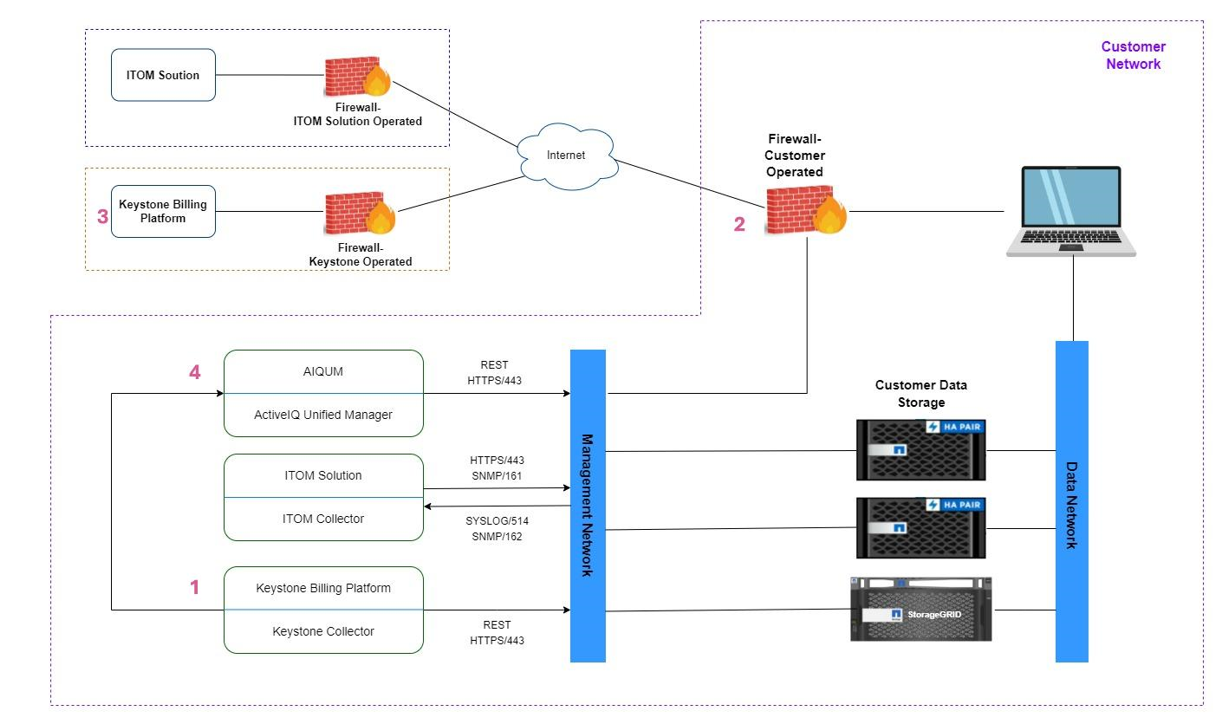 Customer
Network
ITOM Soution
Firewall-
ITOM Solution Operated
Internet
Firewall-
Customer
Operated
2
3
Keystone Billing
Platform
Firewall-
Keystone Operated
4
AIQUM
ActiveIQ Unified Manager
REST
HTTPS/443
ITOM Solution
ITOM Collector
HTTPS/443
SNMP/161
SYSLOG/514
SNMP/162
1
Keystone Billing Platform
Keystone Collector
REST
HTTPS/443
Management Network
Customer Data
Storage
HA PAIR
HA PAIR
StorageGRID
Data Network